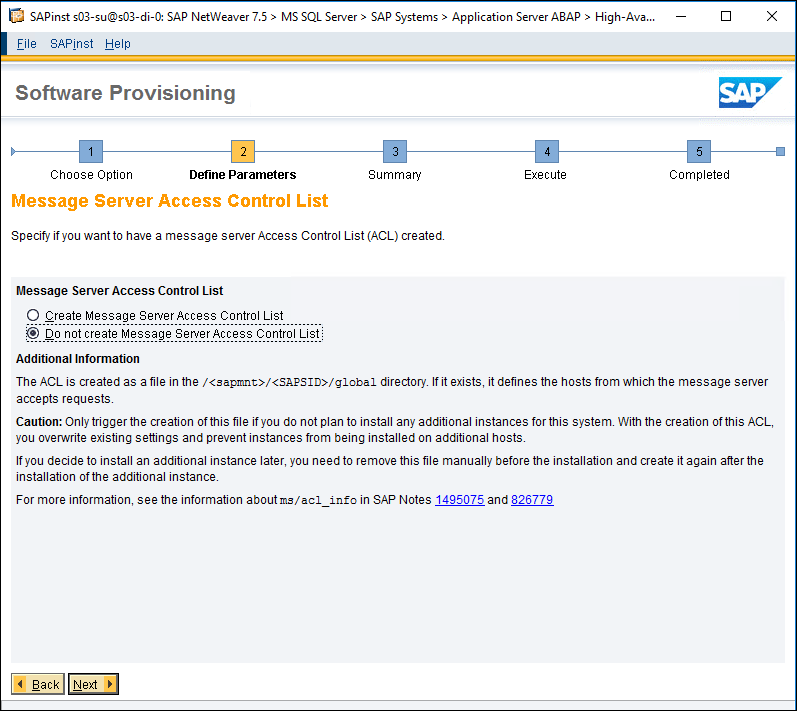 SAPinst s03-su@s03-di-0: SAP NetWeaver 7.5 > MS SQL Server > SAP Systems > Application Server ABAP > High-Ava...
File SAPinst Help
Software Provisioning
SAP
1 2 3 4 5
Choose Option Define Parameters Summary Execute Completed
Message Server Access Control List
Specify if you want to have a message server Access Control List (ACL) created.
Message Server Access Control List
Create Message Server Access Control List
Do not create Message Server Access Control List
Additional Information
The ACL is created as a file in the /<sapmnt>/<SAPSID>/global directory. If it exists, it defines the hosts from which the message server
accepts requests.
Caution: Only trigger the creation of this file if you do not plan to install any additional instances for this system. With the creation of this ACL,
you overwrite existing settings and prevent instances from being installed on additional hosts.
If you decide to install an additional instance later, you need to remove this file manually before the installation and create it again after the
installation of the additional instance.
For more information, see the information about ms/acl_info in SAP Notes 1495075 and 826779
Back Next